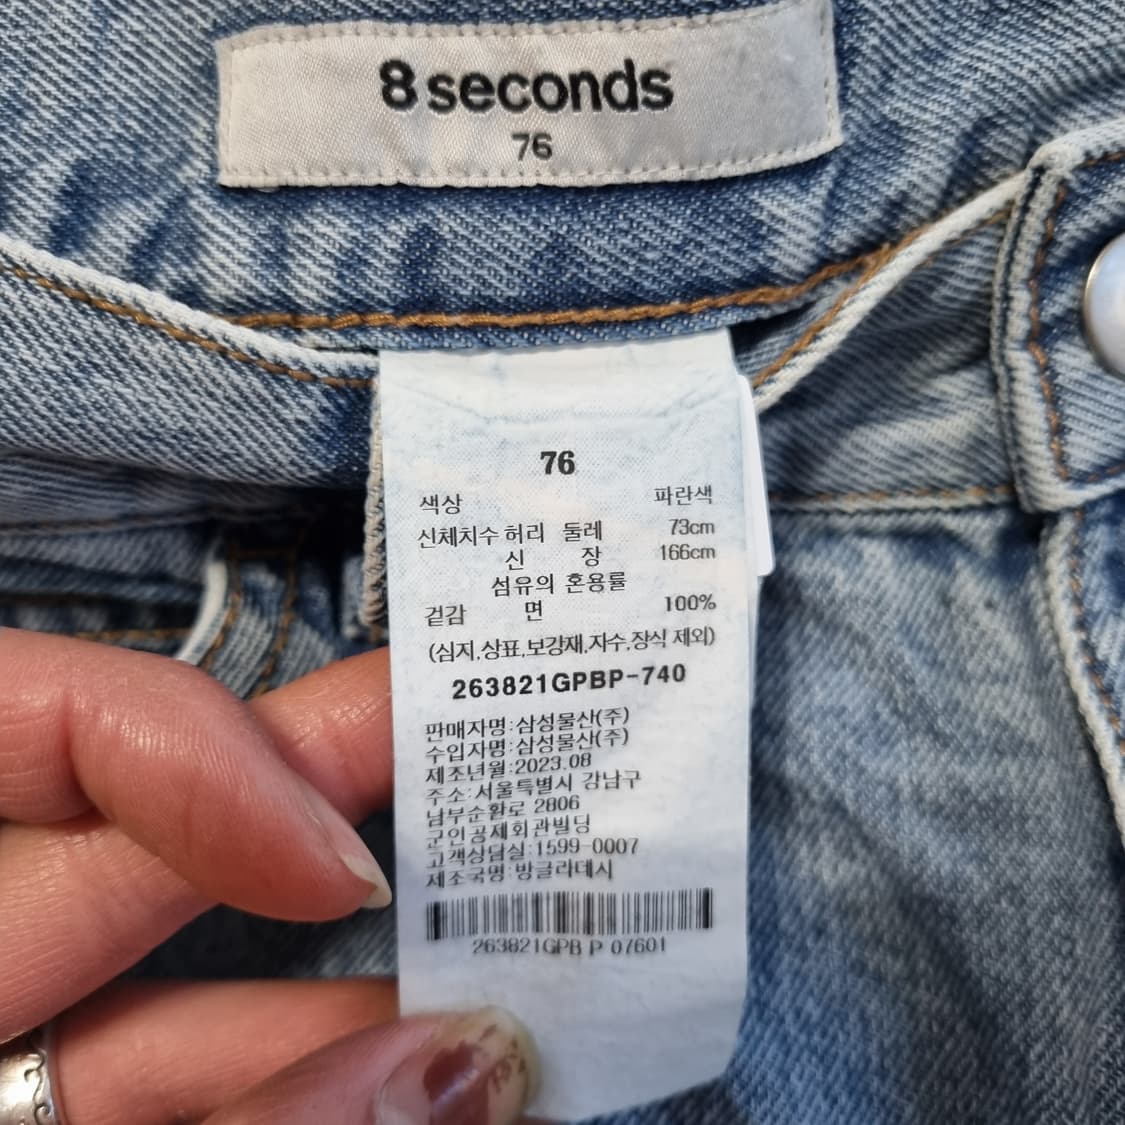 8 seconds
76
76
색상 파란색
신체치수 허리 둘레 73cm
신 장 166cm
섬유의 혼용률
겉감 면 100%
(심지,상표,보강재,자수,장식 제외)
263821GPBP-740
판매자명:삼성물산(주)
수입자명:삼성물산(주)
제조년월:2023.08
주소:서울특별시 강남구
남부순환로 2806
군인공제회관빌딩
고객상담실:1599-0007
제조국명:방글라데시
263821GPB P 07601